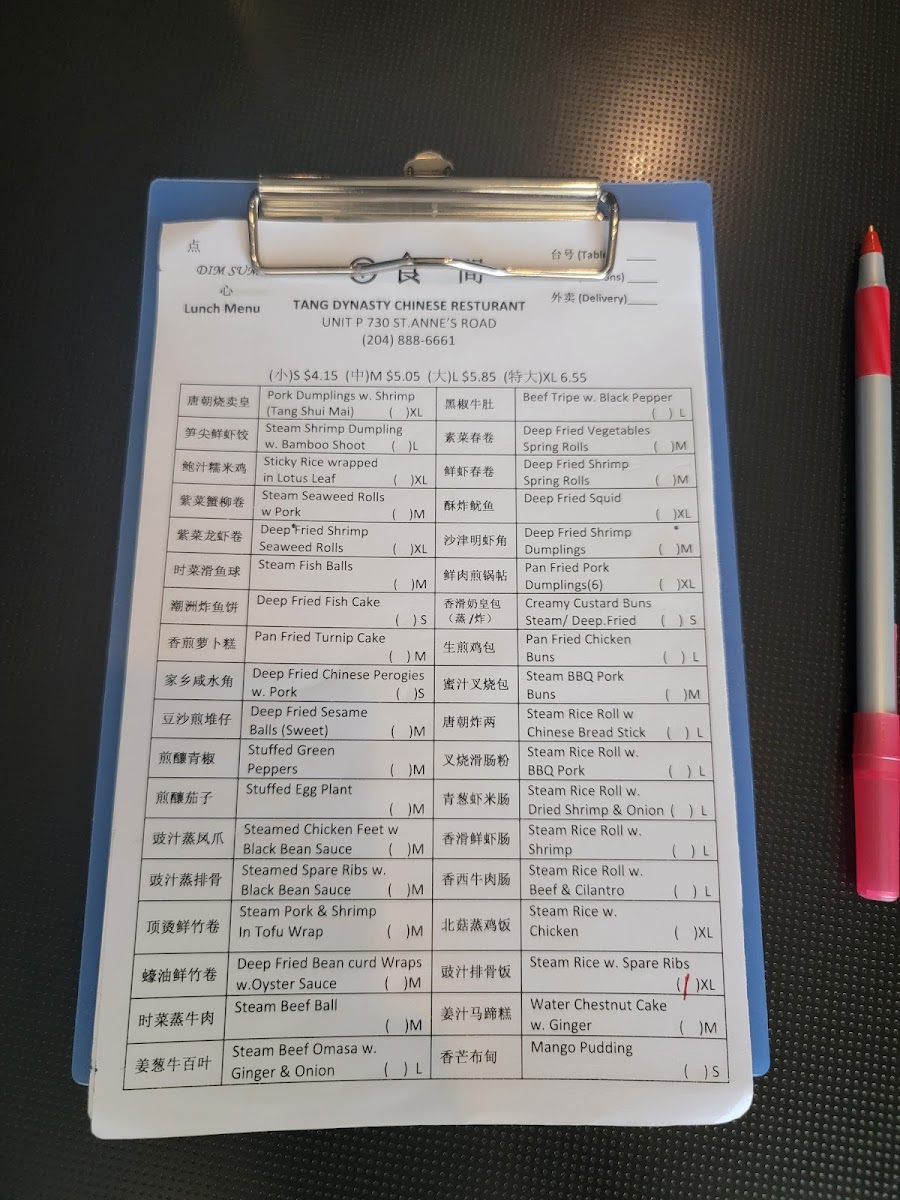 点
DIM SUM
心
Lunch Menu
食 間
台号 (Table
ons)
外卖 (Delivery)
TANG DYNASTY CHINESE RESTURANT
UNIT P 730 ST.ANNE'S ROAD
(204) 888-6661
(小)S $4.15 (中)M $5.05 (大)L $5.85 (特大)XL 6.55
唐朝烧卖皇 Pork Dumplings w. Shrimp
(Tang Shui Mai) ( )XL
黑椒牛肚 Beef Tripe w. Black Pepper
( ) L
笋尖鲜虾饺 Steam Shrimp Dumpling
w. Bamboo Shoot ( )L
素菜春卷 Deep Fried Vegetables
Spring Rolls ( )M
鲍汁糯米鸡 Sticky Rice wrapped
in Lotus Leaf ( )XL
鲜虾春卷 Deep Fried Shrimp
Spring Rolls ( )M
紫菜蟹柳卷 Steam Seaweed Rolls
w Pork ( )M
酥炸鱿鱼 Deep Fried Squid
( )XL
紫菜龙虾卷 Deep Fried Shrimp
Seaweed Rolls ( )XL
沙津明虾角 Deep Fried Shrimp
Dumplings ( )M
时菜滑鱼球 Steam Fish Balls
( )M
鲜肉煎锅帖 Pan Fried Pork
Dumplings(6) ( )XL
潮洲炸鱼饼 Deep Fried Fish Cake
( ) S
香滑奶皇包 Creamy Custard Buns
（蒸/炸） Steam/ Deep.Fried ( ) S
香煎萝卜糕 Pan Fried Turnip Cake
( ) M
生煎鸡包 Pan Fried Chicken
Buns ( ) L
家乡咸水角 Deep Fried Chinese Perogies
w. Pork ( )S
蜜汁叉烧包 Steam BBQ Pork
Buns ( )M
豆沙煎堆仔 Deep Fried Sesame
Balls (Sweet) ( )M
唐朝炸两 Steam Rice Roll w
Chinese Bread Stick ( ) L
煎酿青椒 Stuffed Green
Peppers ( )M
叉烧滑肠粉 Steam Rice Roll w.
BBQ Pork ( ) L
煎酿茄子 Stuffed Egg Plant
( )M
青葱虾米肠 Steam Rice Roll w.
Dried Shrimp & Onion ( ) L
豉汁蒸凤爪 Steamed Chicken Feet w
Black Bean Sauce ( )M
香滑鲜虾肠 Steam Rice Roll w.
Shrimp ( ) L
豉汁蒸排骨 Steamed Spare Ribs w.
Black Bean Sauce ( )M
香西牛肉肠 Steam Rice Roll w.
Beef & Cilantro ( ) L
顶烫鲜竹卷 Steam Pork & Shrimp
In Tofu Wrap ( )M
北菇蒸鸡饭 Steam Rice w.
Chicken ( )XL
蠔油鲜竹卷 Deep Fried Bean curd Wraps
w.Oyster Sauce ( )M
豉汁排骨饭 Steam Rice w. Spare Ribs
( / )XL
时菜蒸牛肉 Steam Beef Ball
( )M
姜汁马蹄糕 Water Chestnut Cake
w. Ginger ( )M
姜葱牛百叶 Steam Beef Omasa w.
Ginger & Onion ( ) L
香芒布甸 Mango Pudding
( ) S